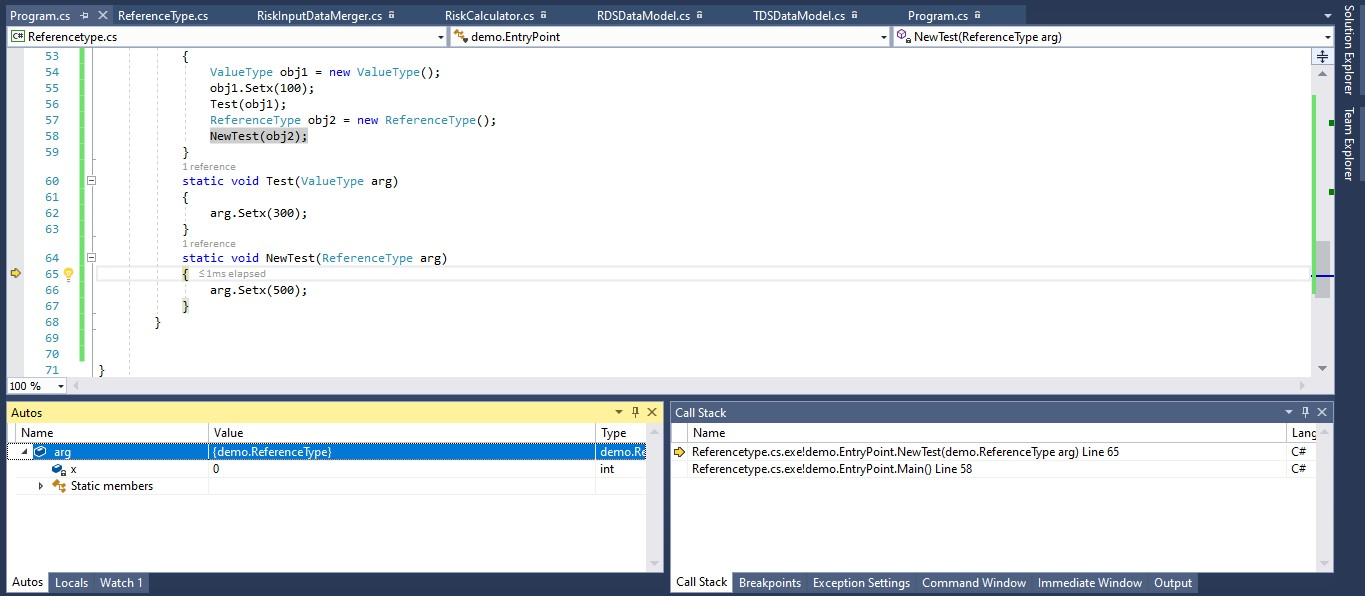 Program.cs
ReferenceType.cs
RiskInputDataMerger.cs
RiskCalculator.cs
RDSDataModel.cs
TDSDataModel.cs
Program.cs
C# Referencetype.cs
demo.EntryPoint
NewTest(ReferenceType arg)
Solution Explorer
Team Explorer
53 {
54 ValueType obj1 = new ValueType();
55 obj1.Setx(100);
56 Test(obj1);
57 ReferenceType obj2 = new ReferenceType();
58 NewTest(obj2);
59 }
1 reference
60 static void Test(ValueType arg)
61 {
62 arg.Setx(300);
63 }
1 reference
64 static void NewTest(ReferenceType arg)
65 { ≤1ms elapsed
66 arg.Setx(500);
67 }
68 }
69
70
71 }
100 %
Autos
Name Value Type
arg {demo.ReferenceType} demo.Re
x 0 int
Static members
Autos Locals Watch 1
Call Stack
Name Lang
Referencetype.cs.exe!demo.EntryPoint.NewTest(demo.ReferenceType arg) Line 65 C#
Referencetype.cs.exe!demo.EntryPoint.Main() Line 58 C#
Call Stack Breakpoints Exception Settings Command Window Immediate Window Output